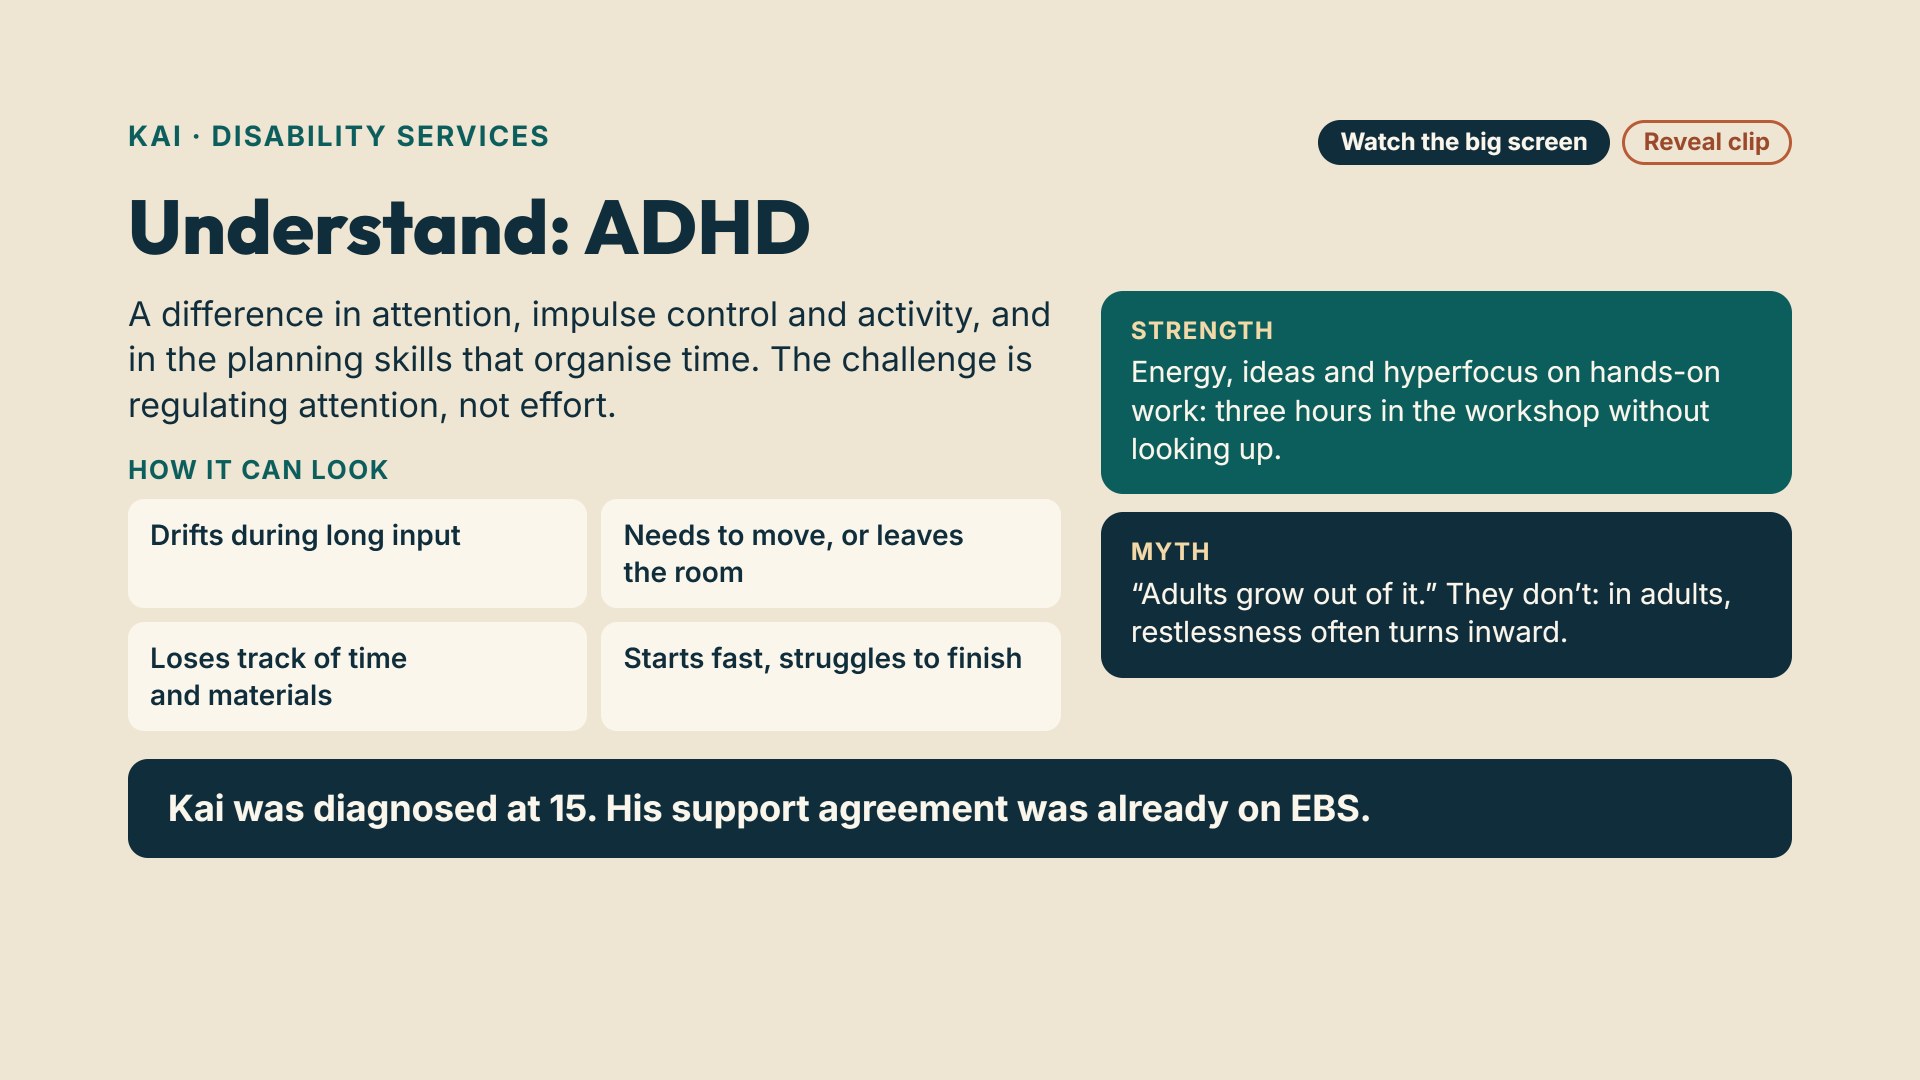 KAI · DISABILITY SERVICES
Watch the big screen
Reveal clip
Understand: ADHD
A difference in attention, impulse control and activity, and
in the planning skills that organise time. The challenge is
regulating attention, not effort.
HOW IT CAN LOOK
Drifts during long input
Needs to move, or leaves
the room
Loses track of time
and materials
Starts fast, struggles to finish
STRENGTH
Energy, ideas and hyperfocus on hands-on
work: three hours in the workshop without
looking up.
MYTH
“Adults grow out of it.” They don’t: in adults,
restlessness often turns inward.
Kai was diagnosed at 15. His support agreement was already on EBS.